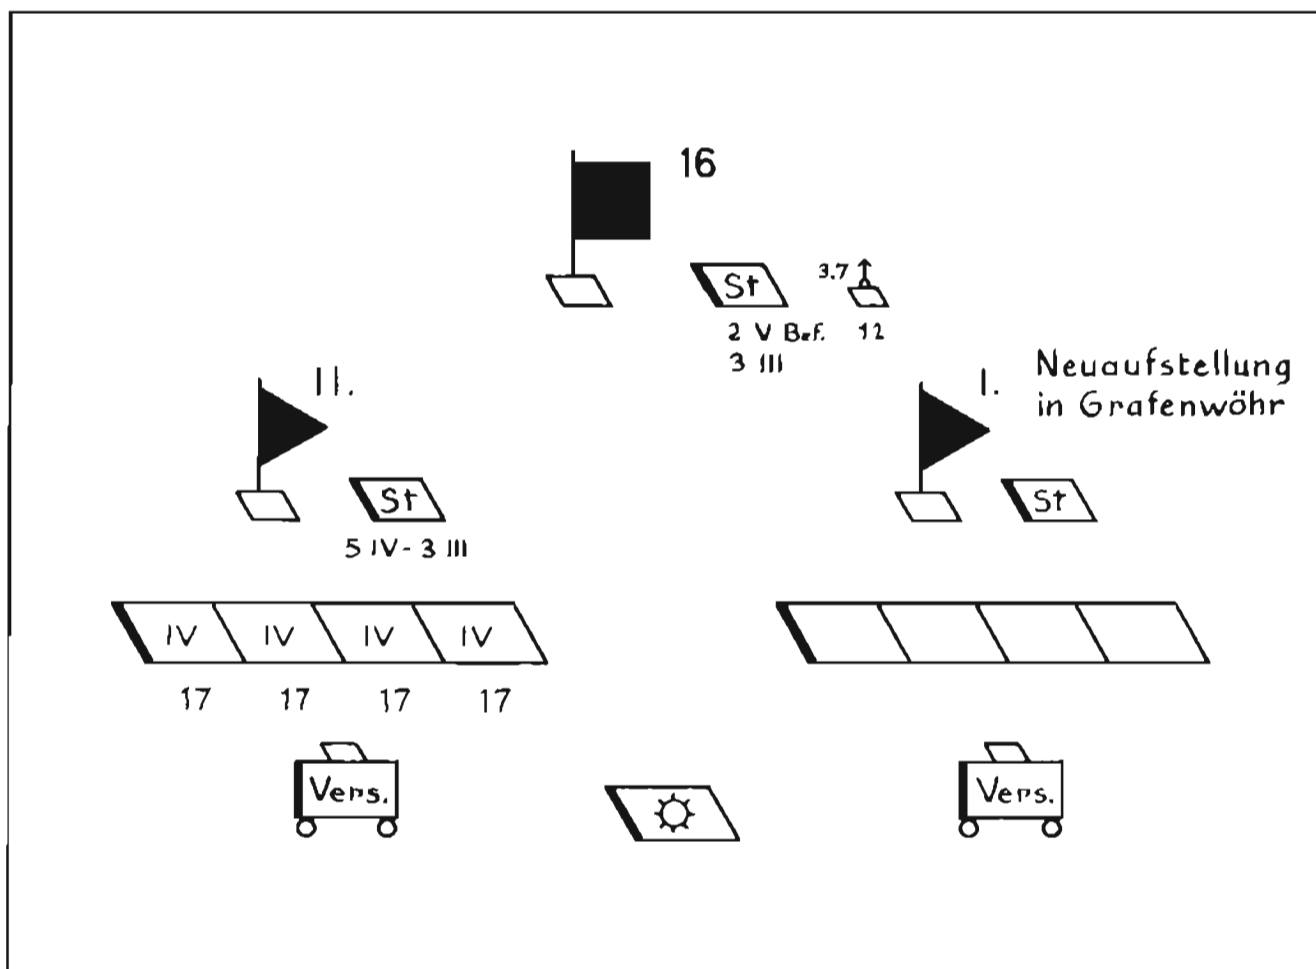 16
St
3.7
2 V Bef.
12
3 III
II.
I.
Neuaufstellung
in Grafenwöhr
St
St
5 IV - 3 III
IV IV IV IV
17 17 17 17
Vers.
Vers.